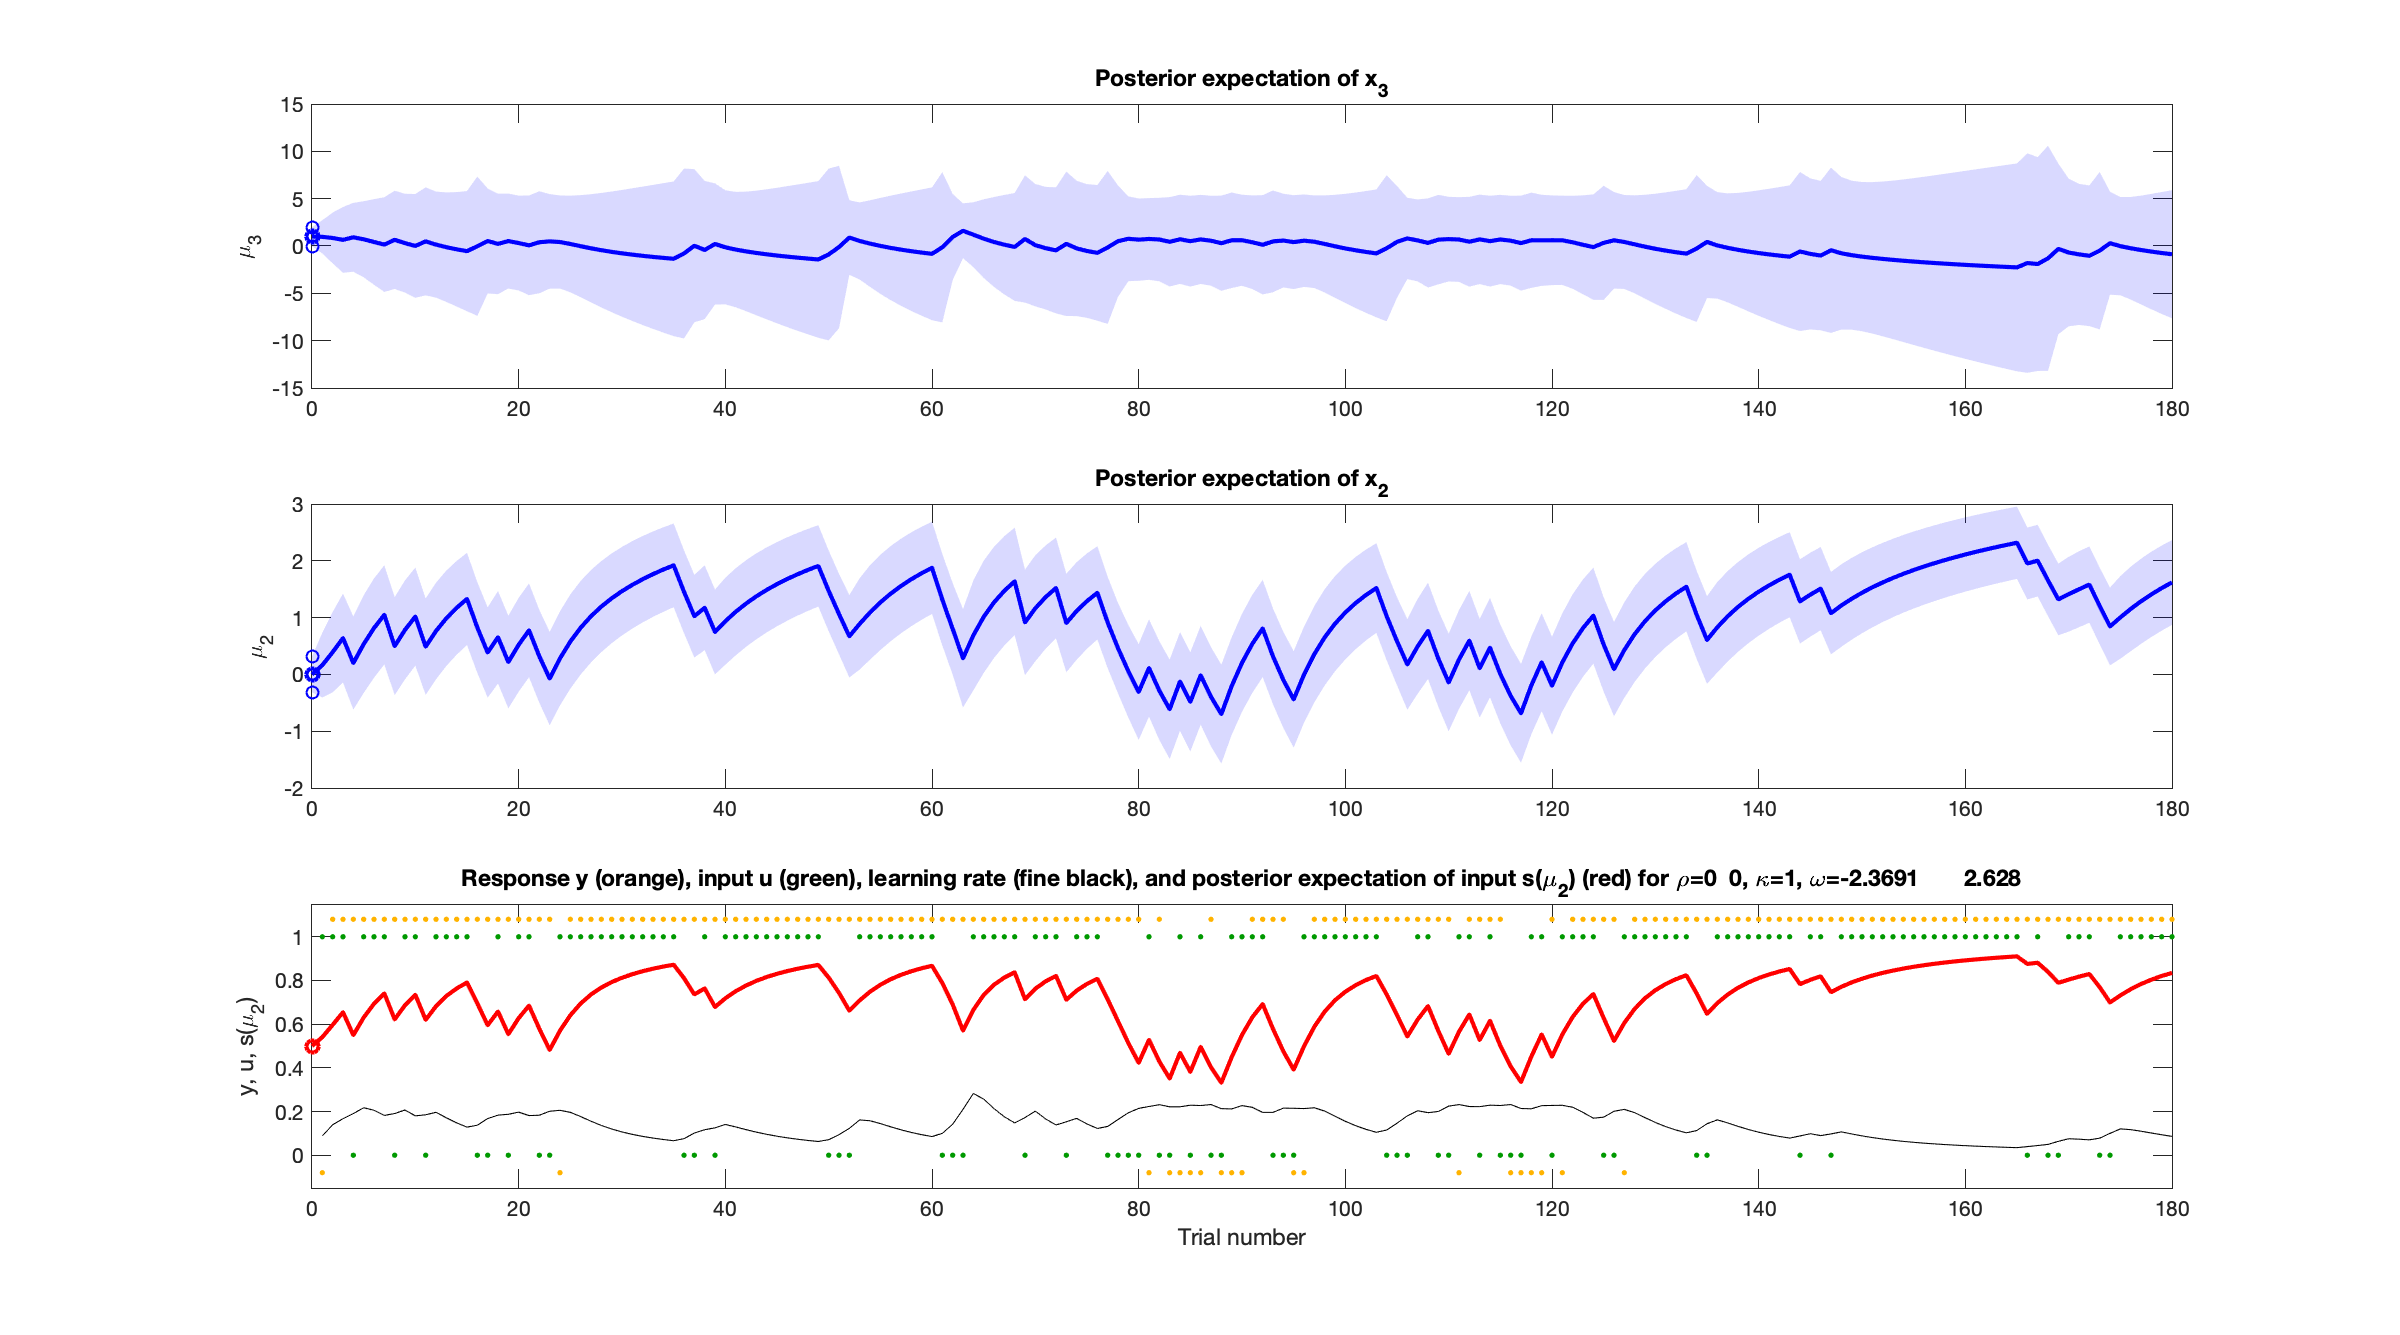 Posterior expectation of x3
15
10
5
0
-5
-10
-15
μ3
0 20 40 60 80 100 120 140 160 180
Posterior expectation of x2
3
2
1
0
-1
-2
μ2
0 20 40 60 80 100 120 140 160 180
Response y (orange), input u (green), learning rate (fine black), and posterior expectation of input s(μ2) (red) for ρ=0 0, κ=1, ω=-2.3691 2.628
1
0.8
0.6
0.4
0.2
0
y, u, s(μ2)
0 20 40 60 80 100 120 140 160 180
Trial number